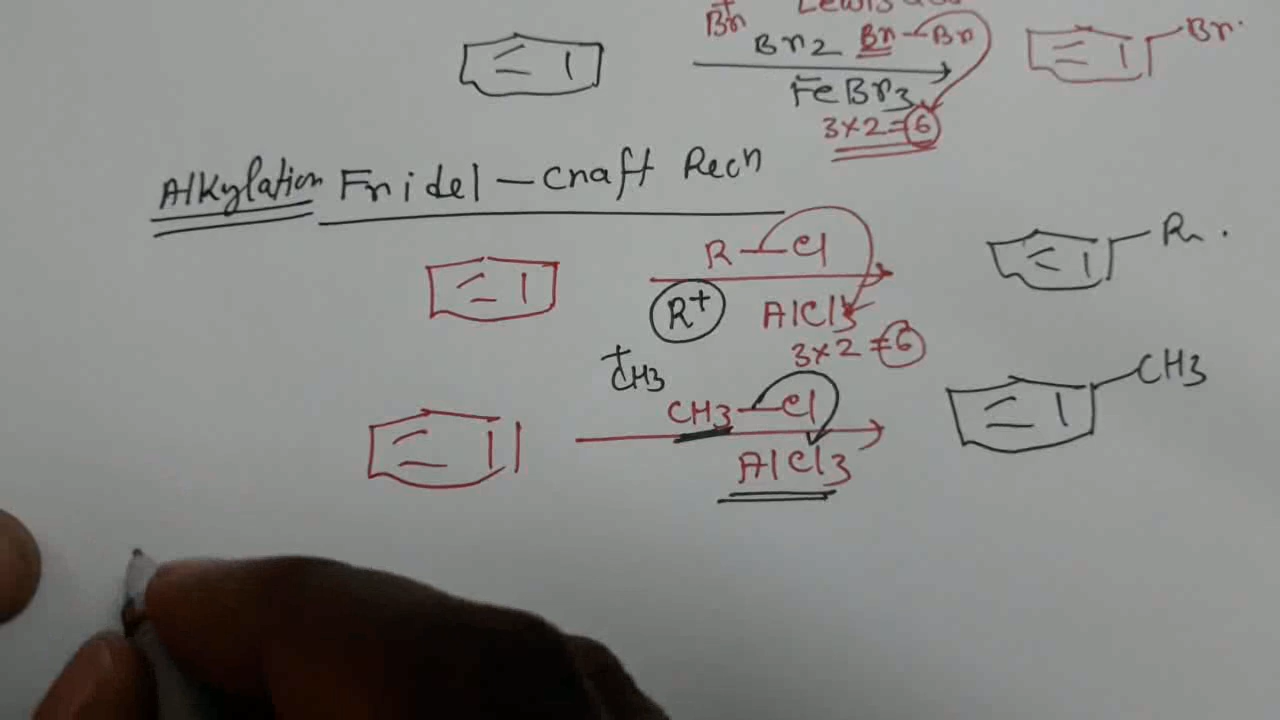 Br+
Br2 Br-Br
Br.
FeBr3
3×2=6
Alkylation Fridel-Craft Recn
R-Cl
R.
R+ AlCl3
3×2=6
+CH3
CH3-Cl
CH3
AlCl3